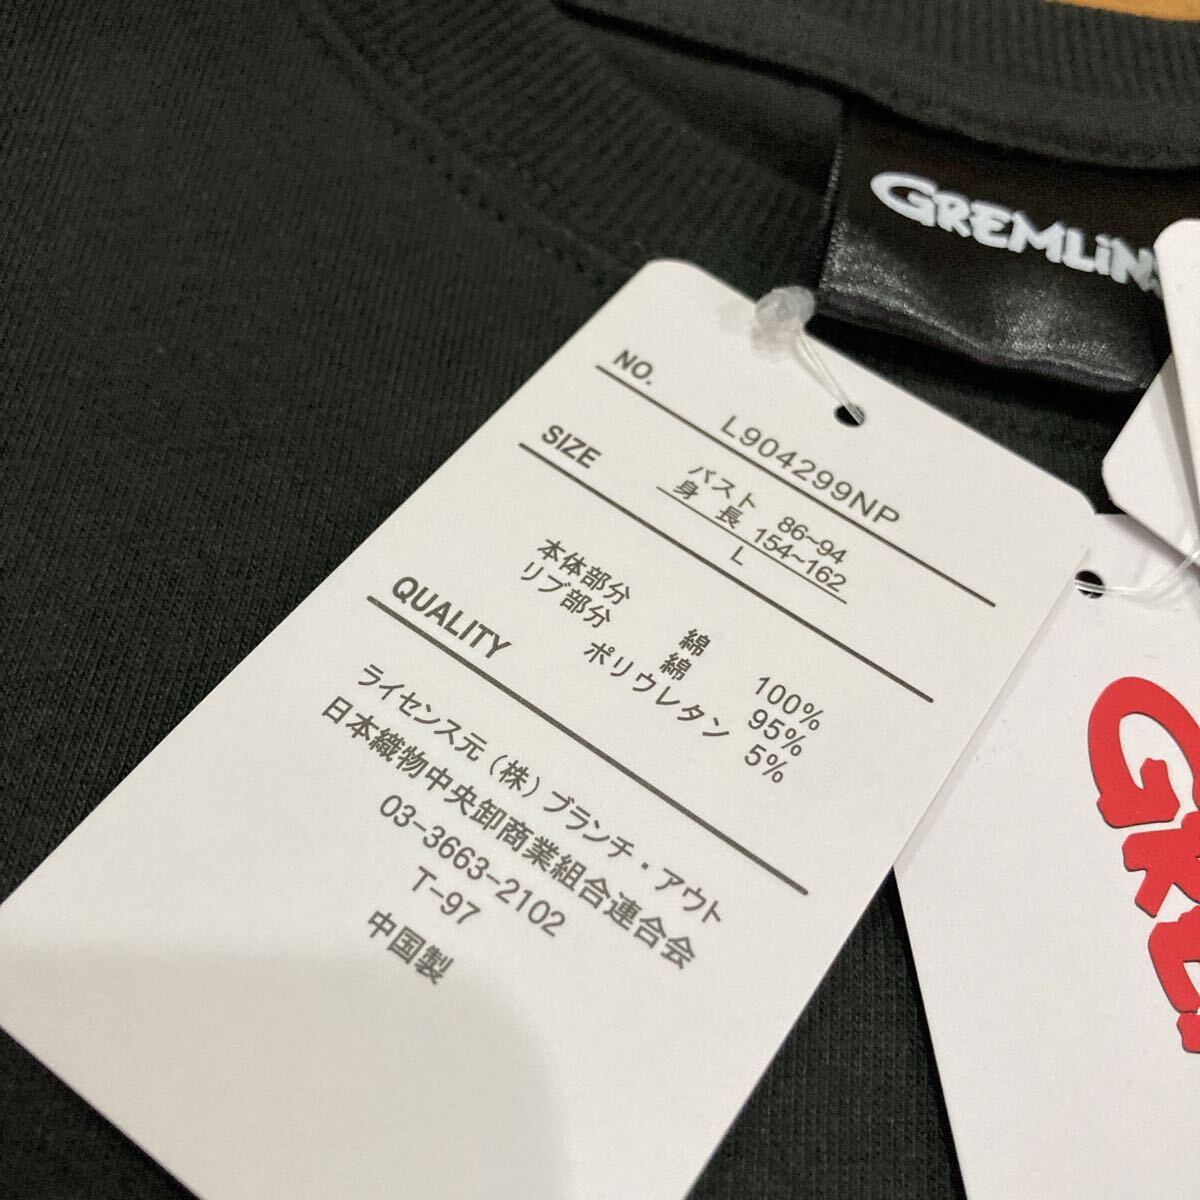 GREMLiNS
NO.
L904299NP
SIZE
バスト 86~94
身 長 154~162
L
本体部分 綿 100%
リブ部分 綿 95%
ポリウレタン 5%
QUALITY
ライセンス元(株)ブランチ・アウト
日本織物中央卸商業組合連合会
03-3663-2102
T-97
中国製